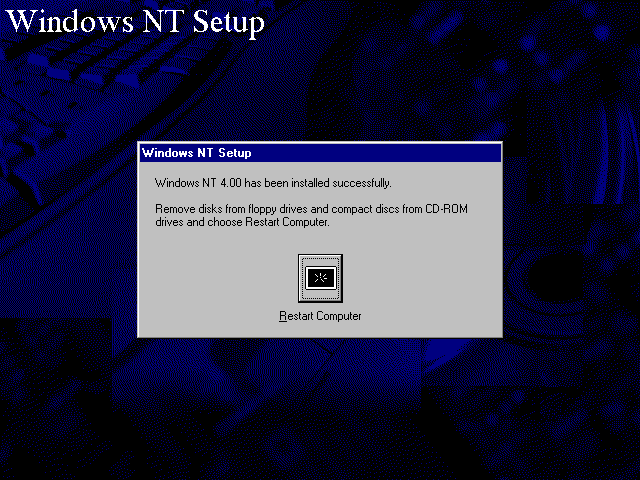 Windows NT Setup
Windows NT Setup
Windows NT 4.00 has been installed successfully.
Remove disks from floppy drives and compact discs from CD-ROM
drives and choose Restart Computer.
Restart Computer